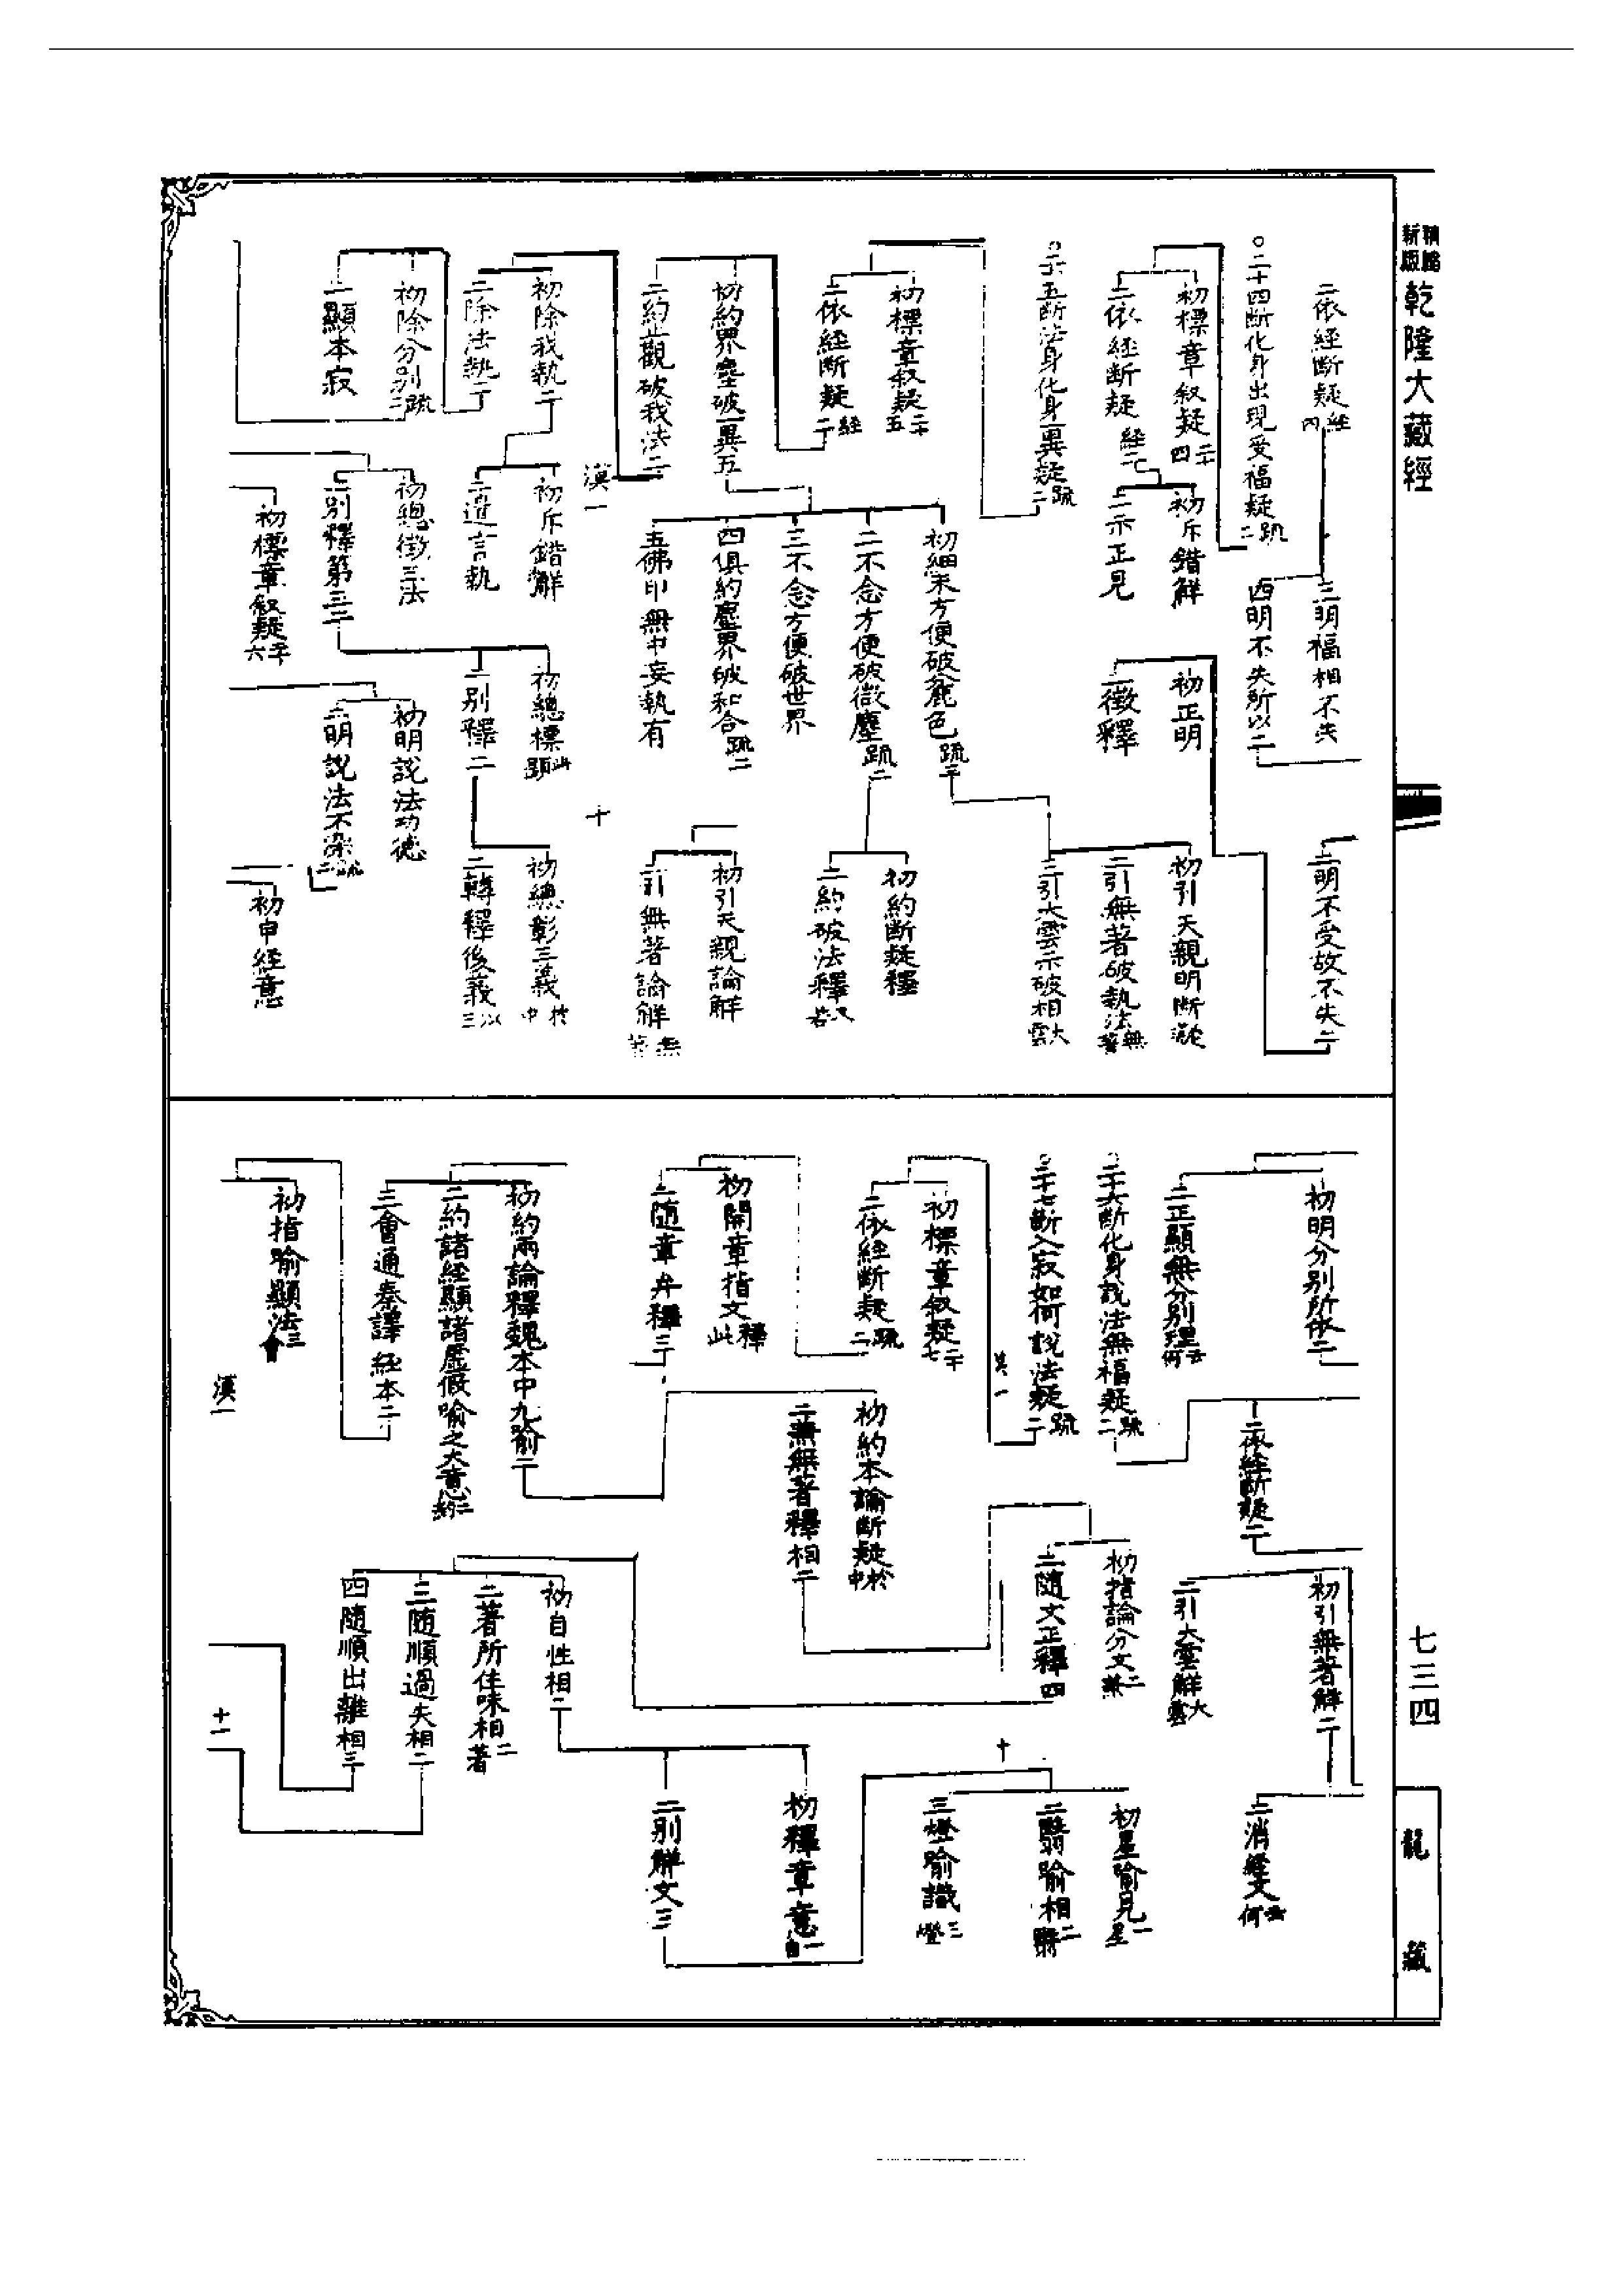 新版
乾隆大藏經
七三四
龍藏
二依經斷疑經內
三明福相不失
四明不失所以二
二明不受故不失二
初正明
二徵釋
○二十四斷化身出現受福疑疏二
初標章叙疑二十四
二依經斷疑經二
初斥錯解
二示正見
初引天親明斷疑
二引無著破執法無著
三引大雲示破相大雲
○二十五斷法身化身一異疑疏二
初標章叙疑二十五
二依經斷疑經二
初約界塵破一異五
二約止觀破我法二
初細末方便破麁色疏三
二不念方便破微塵疏二
三不念方便破世界
四俱約塵界破和合疏二
五佛印無中妄執有
初約斷疑釋
二約破法釋又若
初引天親論解
二引無著論解無著
漢一
十
初除我執二
二除法執二
初斥錯解
二遣言執
初總標此顯
二別釋二
初總彰三義於中
二轉釋後義以三
初除分別疏二
二顯本寂
初總徵三法
二別釋第三二
初明說法功德
二明說法不染疏二
初標章叙疑二十六
初申經意
初明分別所依二
二正顯無分別理云何
二依經斷疑二
初引無著解二
二引大雲解大雲
二消經文云何
○二十六斷化身說法無福疑疏二
○二十七斷入寂如何說法疑疏二
初指論分文二兼
二隨文正釋四
初星喻見一星
二翳喻相二翳
三燈喻識三燈
十
初標章叙疑二十七
二依經斷疑疏二
初約本論斷疑於中
二兼無著釋相二
初開章指文釋此
二隨章弁釋三
初釋章意一自
二別解文三
初約兩論釋魏本中九喻二
二約諸經顯諸虛假喻之大意二約
三會通秦譯經本二
初自性相二
二著所住味相二著
三隨順過失相二
四隨順出離相三
初指喻顯法三會
漢一
十一